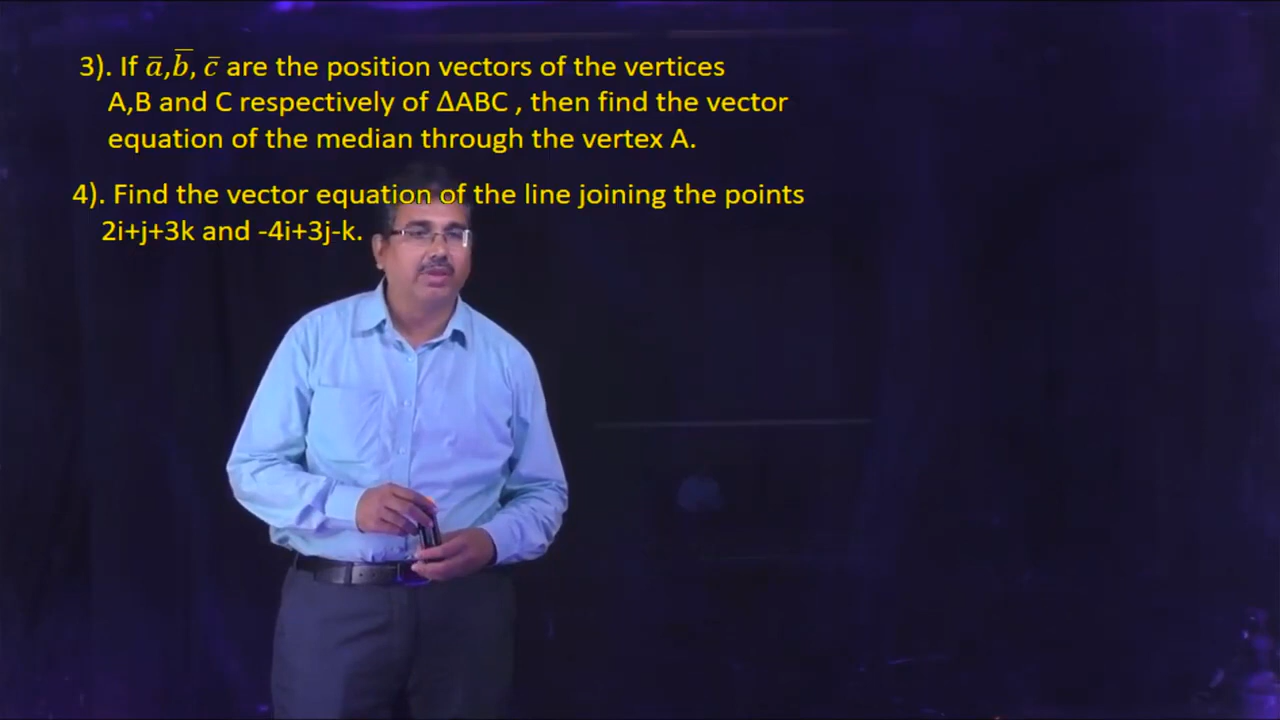 3). If a̅,b̅, c̅ are the position vectors of the vertices
A,B and C respectively of ΔABC , then find the vector
equation of the median through the vertex A.
4). Find the vector equation of the line joining the points
2i+j+3k and -4i+3j-k.